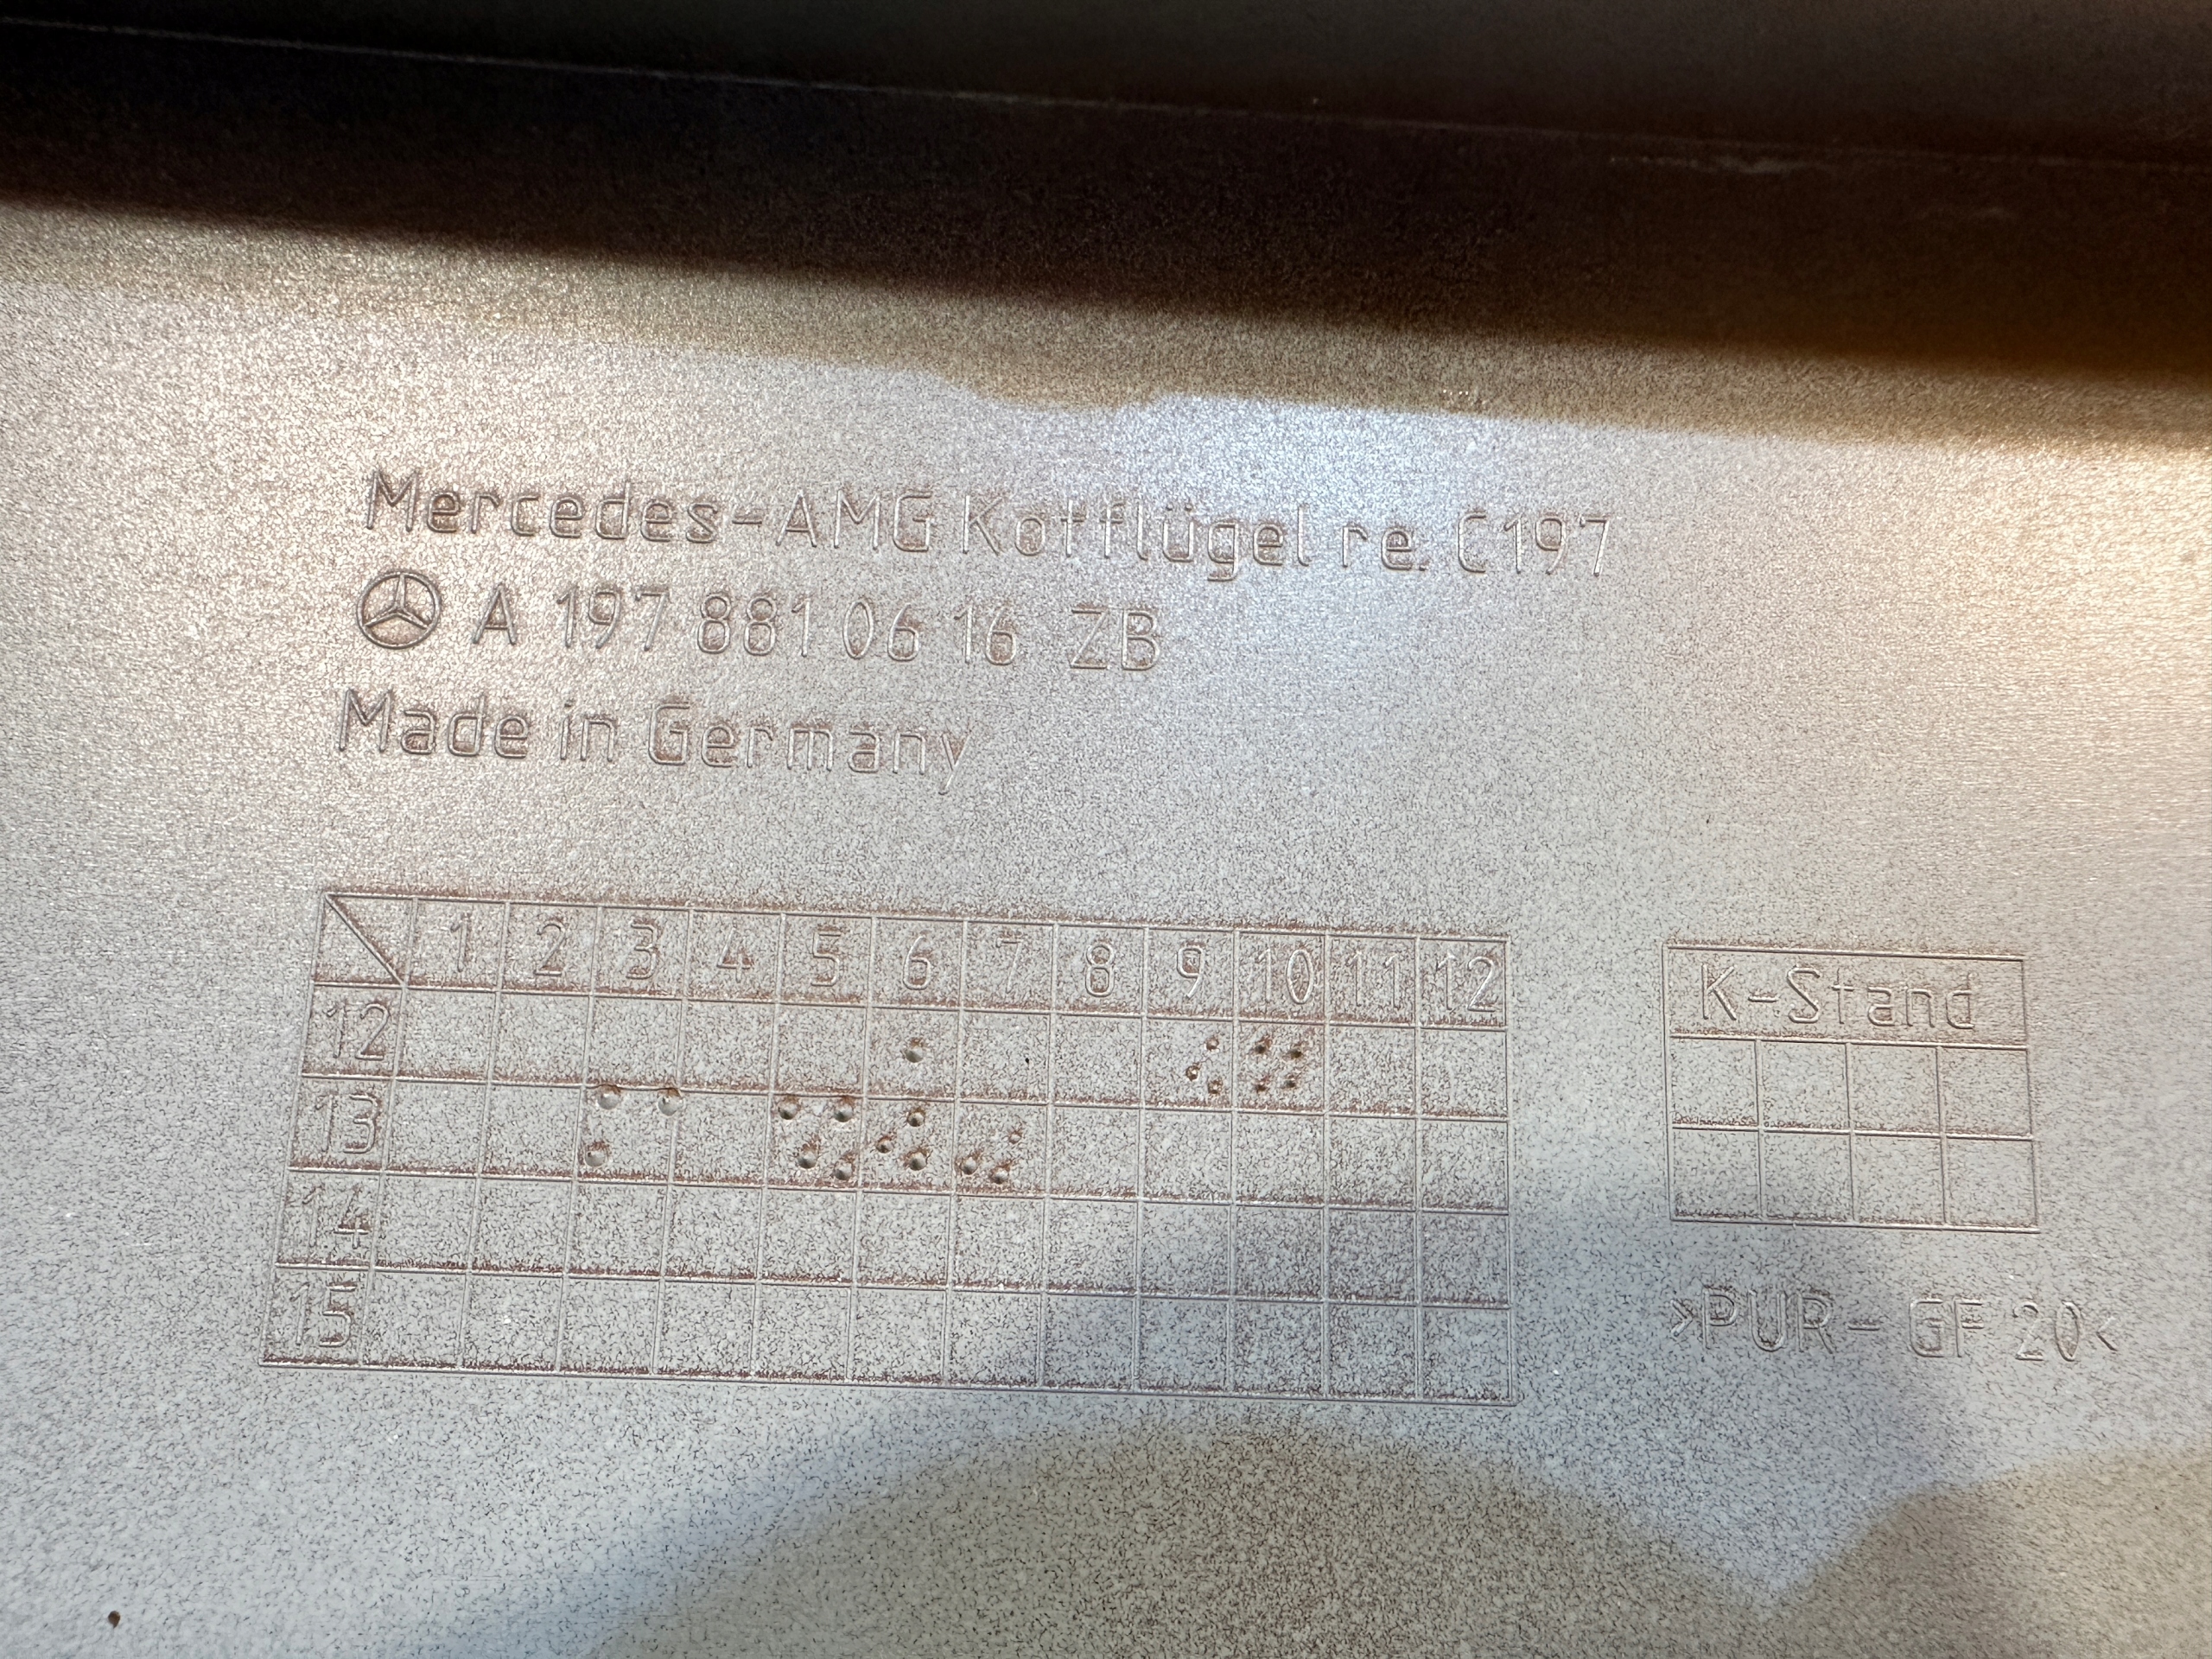 Mercedes-AMG Kotflügel re. C197
A 197 881 06 16 ZB
Made in Germany
1 2 3 4 5 6 7 8 9 10 11 12
12
13
14
15
K-Stand
>PUR- GF 20<